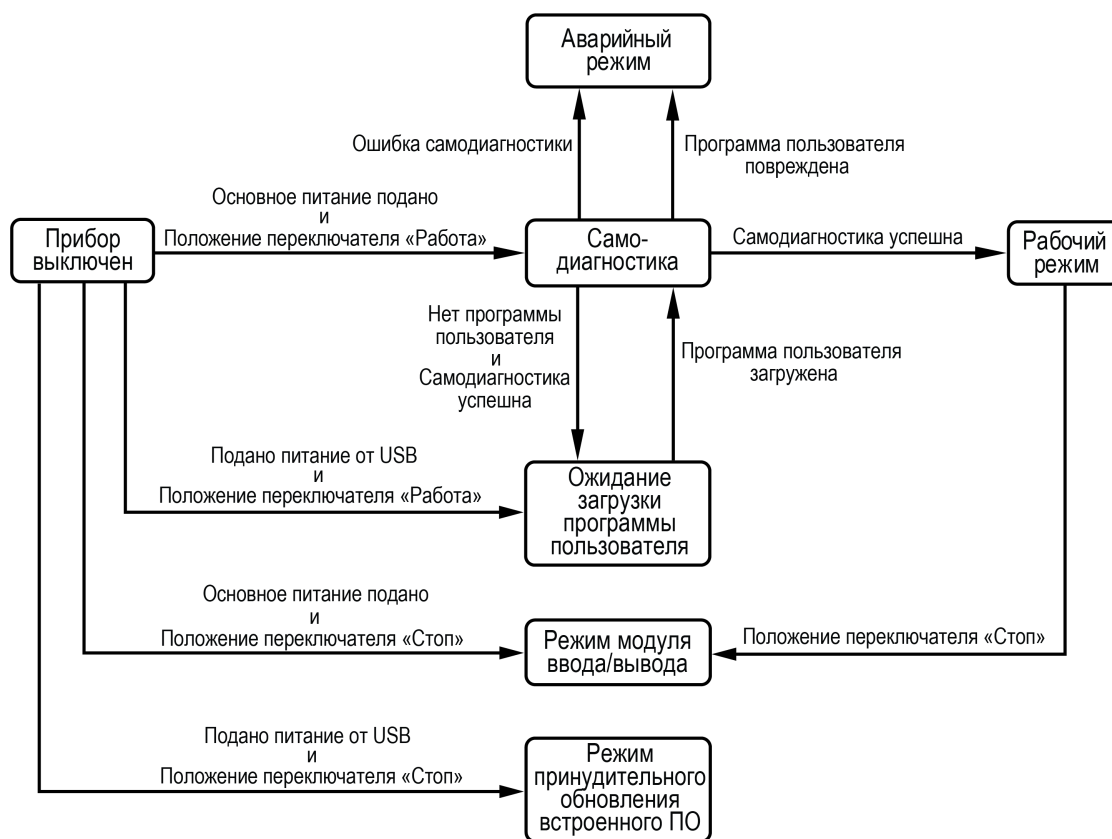 Аварийный
режим
Ошибка самодиагностики
Программа пользователя
повреждена
Основное питание подано
и
Положение переключателя «Работа»
Прибор
выключен
Само-
диагностика
Самодиагностика успешна
Рабочий
режим
Нет программы
пользователя
и
Самодиагностика
успешна
Программа пользователя
загружена
Подано питание от USB
и
Положение переключателя «Работа»
Ожидание
загрузки
программы
пользователя
Основное питание подано
и
Положение переключателя «Стоп»
Режим модуля
ввода/вывода
Положение переключателя «Стоп»
Подано питание от USB
и
Положение переключателя «Стоп»
Режим
принудительного
обновления
встроенного ПО